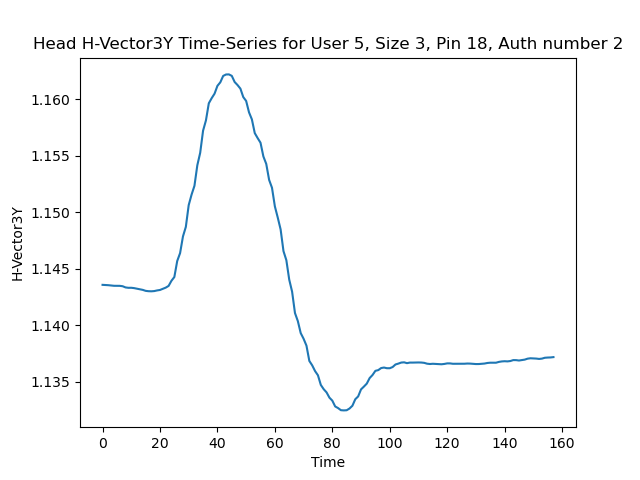 Head H-Vector3Y Time-Series for User 5, Size 3, Pin 18, Auth number 2
1.160
1.155
1.150
1.145
1.140
1.135
H-Vector3Y
0 20 40 60 80 100 120 140 160
Time